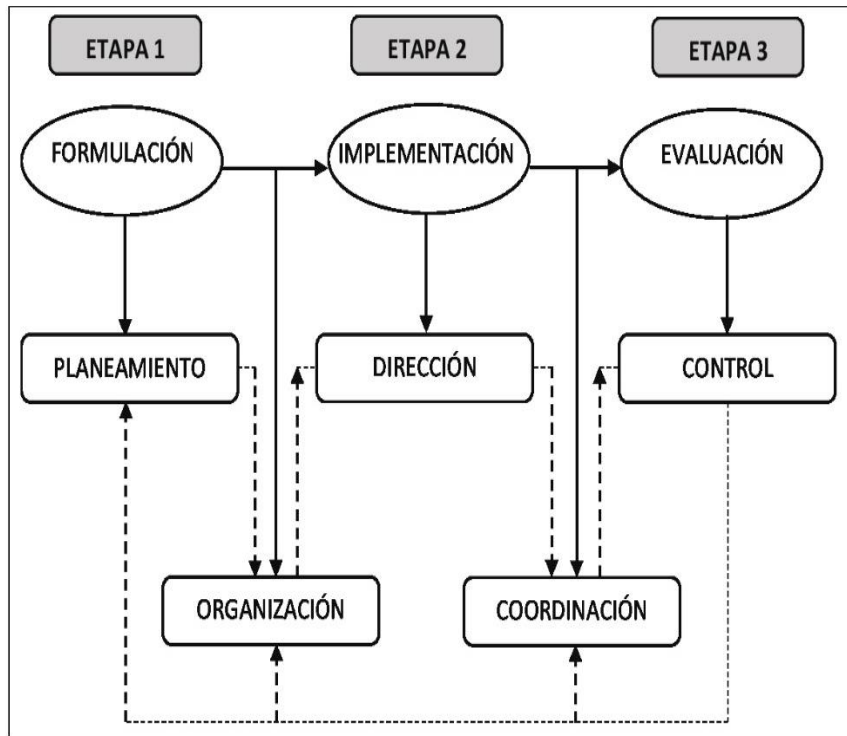 ETAPA 1
ETAPA 2
ETAPA 3
FORMULACIÓN
IMPLEMENTACIÓN
EVALUACIÓN
PLANEAMIENTO
DIRECCIÓN
CONTROL
ORGANIZACIÓN
COORDINACIÓN